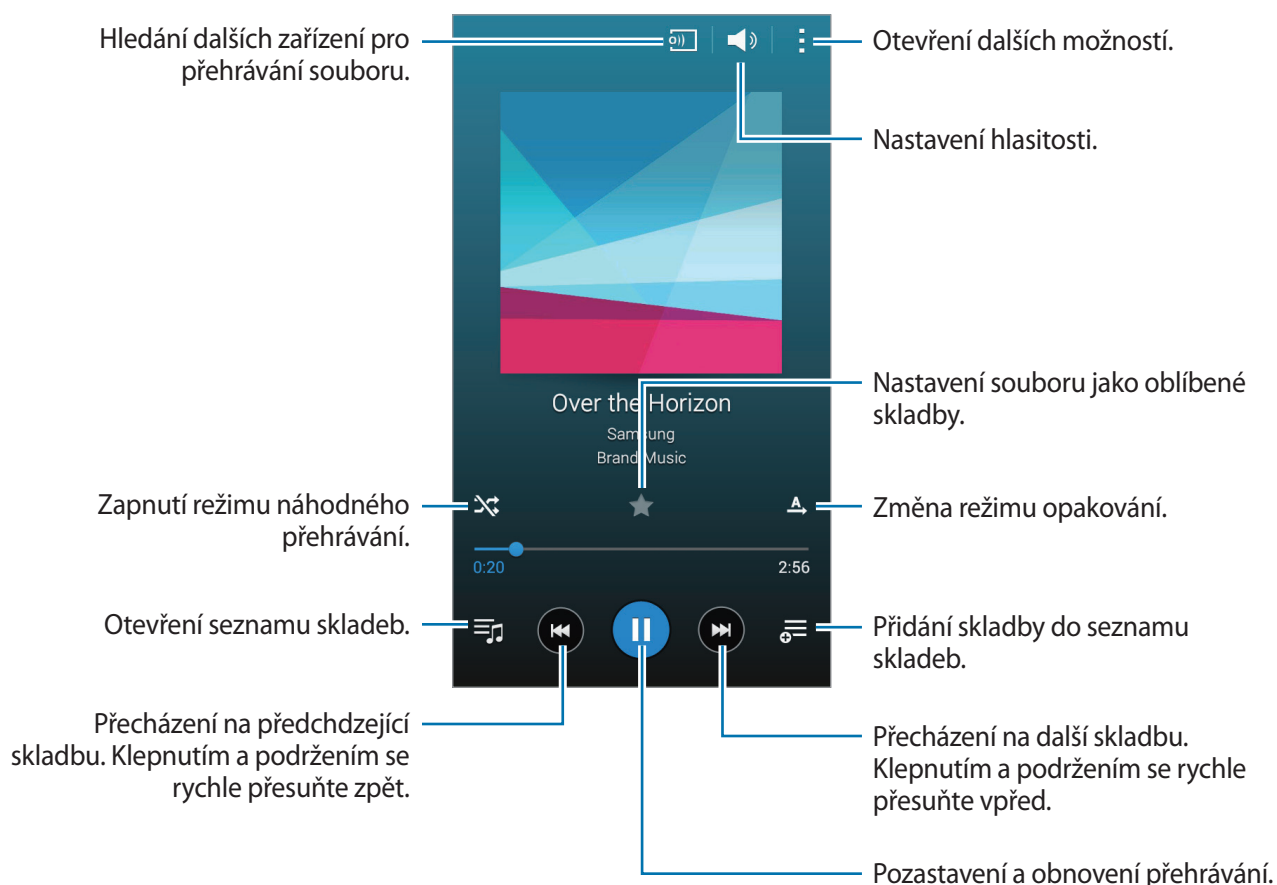 Hledání dalších zařízení pro
přehrávání souboru.
Otevření dalších možností.
Nastavení hlasitosti.
Nastavení souboru jako oblíbené
skladby.
Over the Horizon
Samsung
Brand Music
Zapnutí režimu náhodného
přehrávání.
A
Změna režimu opakování.
0:20
2:56
Otevření seznamu skladeb.
Přidání skladby do seznamu
skladeb.
Přecházení na předchdzející
skladbu. Klepnutím a podržením se
rychle přesuňte zpět.
Přecházení na další skladbu.
Klepnutím a podržením se rychle
přesuňte vpřed.
Pozastavení a obnovení přehrávání.